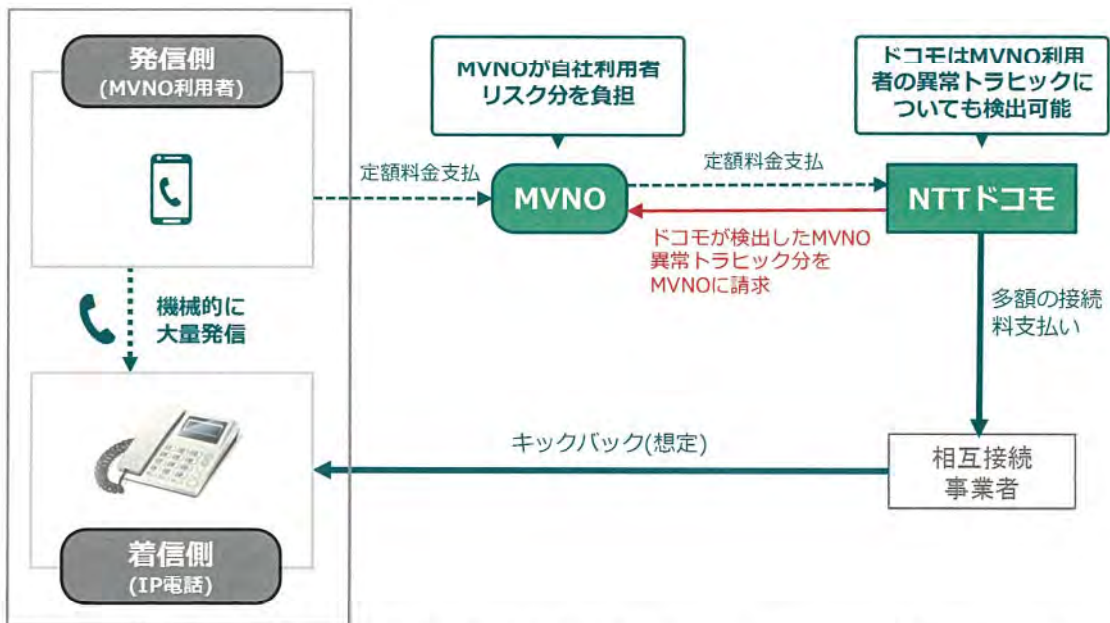 発信側
(MVNO利用者)
MVNOが自社利用者
リスク分を負担
ドコモはMVNO利用
者の異常トラヒックに
ついても検出可能
定額料金支払
MVNO
定額料金支払
NTTドコモ
ドコモが検出したMVNO
異常トラヒック分を
MVNOに請求
機械的に
大量発信
多額の接続
料支払い
キックバック(想定)
相互接続
事業者
着信側
(IP電話)